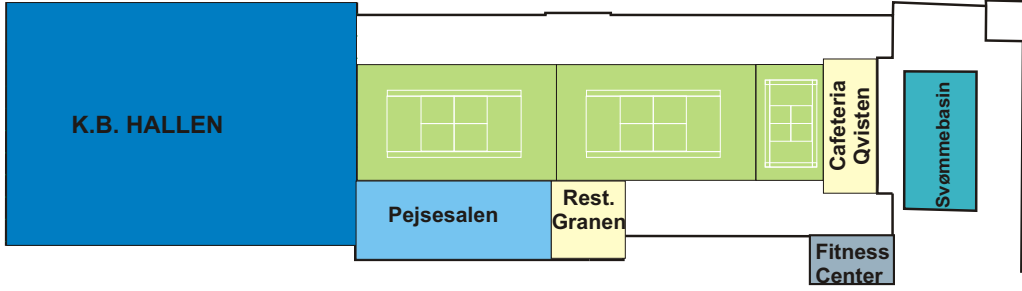 K.B. HALLEN
Pejsesalen
Rest.
Granen
Cafeteria
Qvisten
Svømmebasin
Fitness
Center